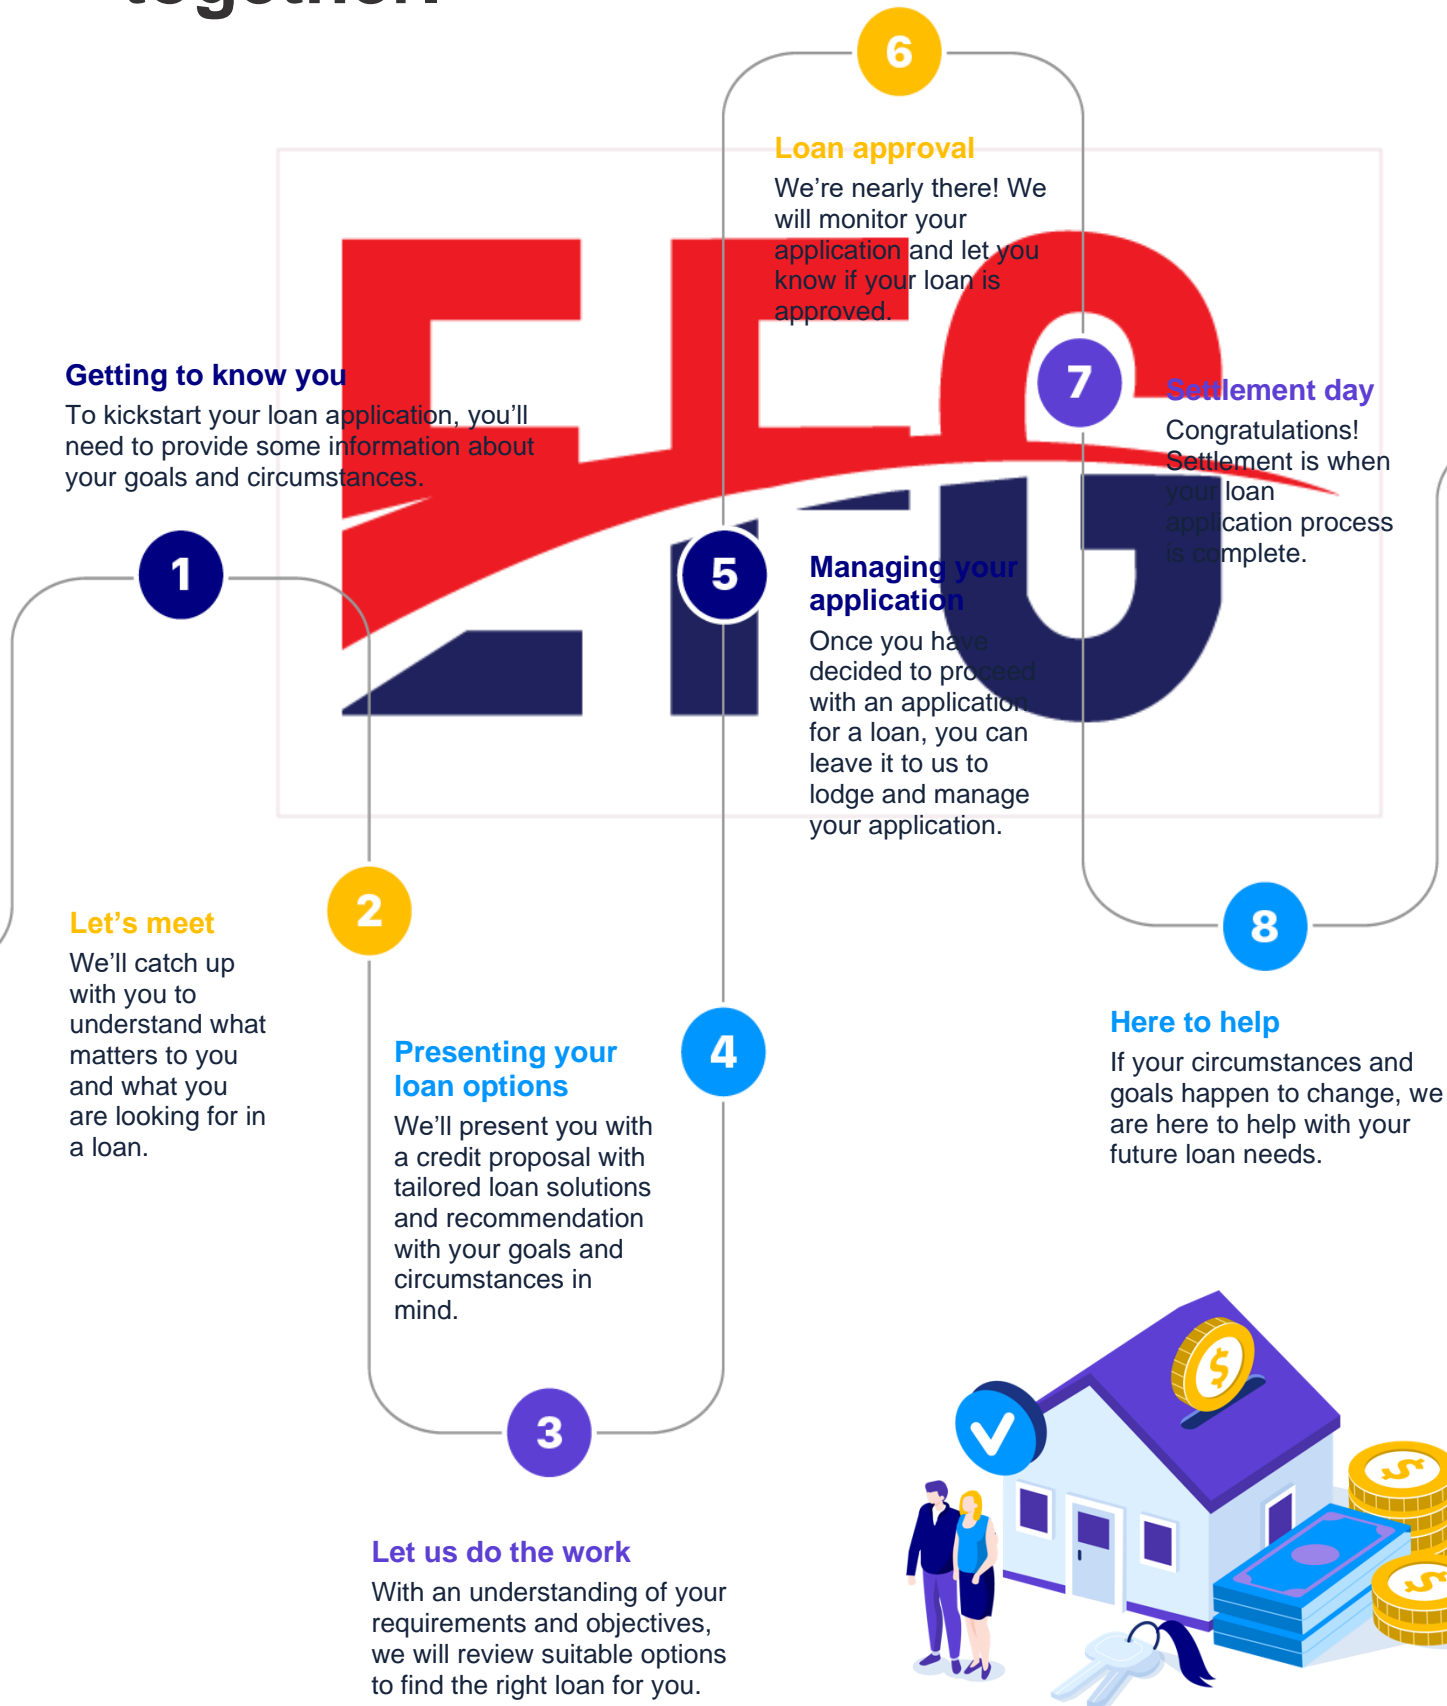 together.
1
Getting to know you
To kickstart your loan application, you’ll
need to provide some information about
your goals and circumstances.
2
Let’s meet
We’ll catch up
with you to
understand what
matters to you
and what you
are looking for in
a loan.
3
Let us do the work
With an understanding of your
requirements and objectives,
we will review suitable options
to find the right loan for you.
4
Presenting your
loan options
We’ll present you with
a credit proposal with
tailored loan solutions
and recommendation
with your goals and
circumstances in
mind.
5
Managing your
application
Once you have
decided to proceed
with an application
for a loan, you can
leave it to us to
lodge and manage
your application.
6
Loan approval
We’re nearly there! We
will monitor your
application and let you
know if your loan is
approved.
7
Settlement day
Congratulations!
Settlement is when
your loan
application process
is complete.
8
Here to help
If your circumstances and
goals happen to change, we
are here to help with your
future loan needs.
EFG
$
$
$